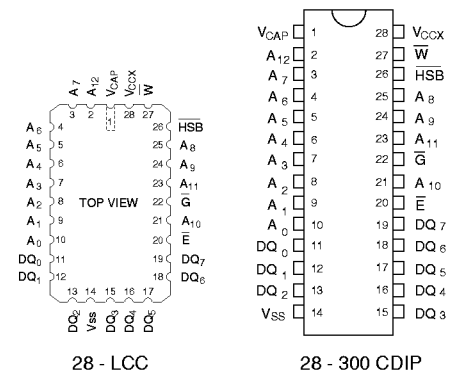 A7 A12 VCAP VCCX W̅
3 2 1 28 27
A6 4 26 H̅S̅B̅
A5 5 25 A8
A4 6 24 A9
A3 7 23 A11
A2 8 TOP VIEW 22 G̅
A1 9 21 A10
A0 10 20 E̅
DQ0 11 19 DQ7
DQ1 12 18 DQ6
13 14 15 16 17
DQ2 Vss DQ3 DQ4 DQ5
28 - LCC
VCAP 1 28 VCCX
A12 2 27 W̅
A7 3 26 H̅S̅B̅
A6 4 25 A8
A5 5 24 A9
A4 6 23 A11
A3 7 22 G̅
A2 8 21 A10
A1 9 20 E̅
A0 10 19 DQ7
DQ0 11 18 DQ6
DQ1 12 17 DQ5
DQ2 13 16 DQ4
VSS 14 15 DQ3
28 - 300 CDIP